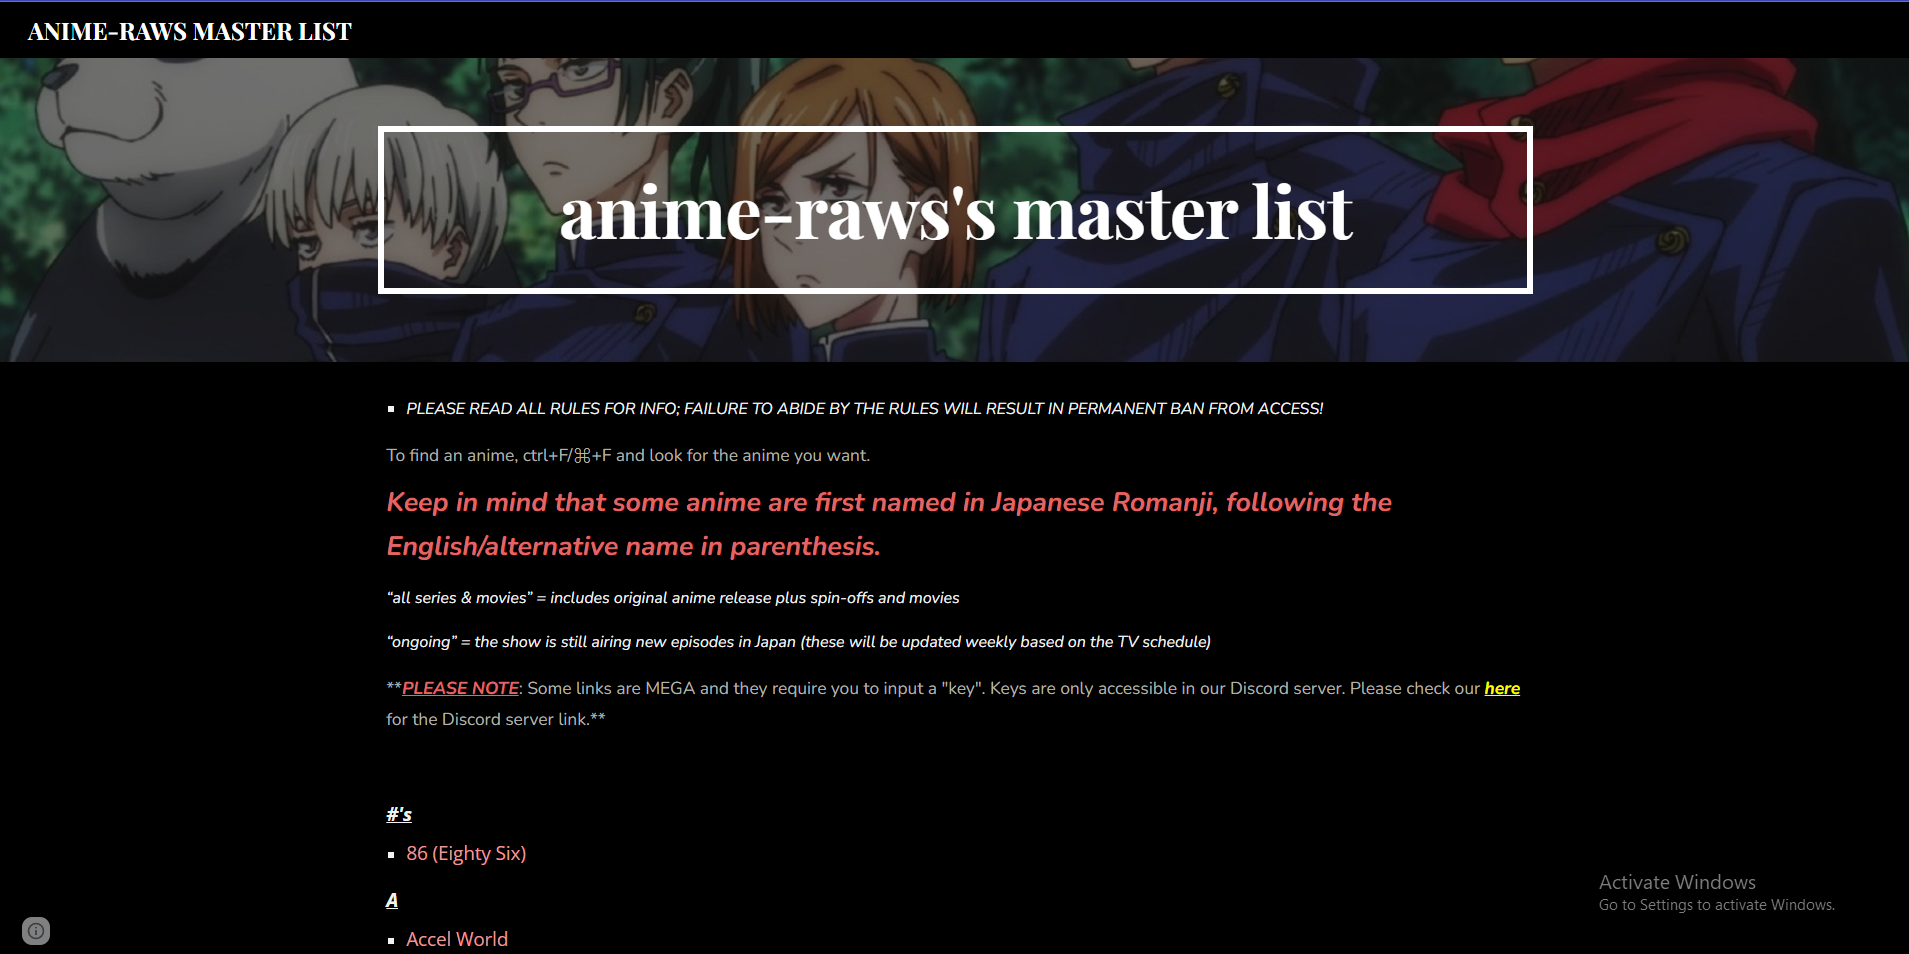 ANIME-RAWS MASTER LIST
anime-raws's master list
PLEASE READ ALL RULES FOR INFO; FAILURE TO ABIDE BY THE RULES WILL RESULT IN PERMANENT BAN FROM ACCESS!
To find an anime, ctrl+F/⌘+F and look for the anime you want.
Keep in mind that some anime are first named in Japanese Romanji, following the
English/alternative name in parenthesis.
“all series & movies” = includes original anime release plus spin-offs and movies
“ongoing” = the show is still airing new episodes in Japan (these will be updated weekly based on the TV schedule)
**PLEASE NOTE: Some links are MEGA and they require you to input a "key". Keys are only accessible in our Discord server. Please check our here
for the Discord server link.**
#'s
86 (Eighty Six)
A
Accel World
Activate Windows
Go to Settings to activate Windows.